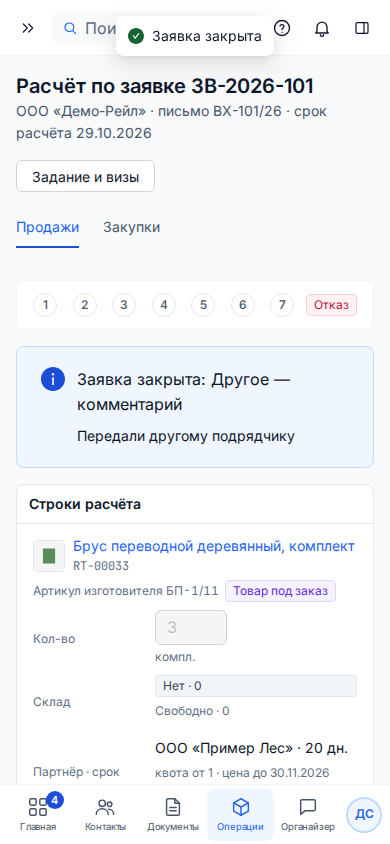 Заявка закрыта
Пои
Расчёт по заявке ЗВ-2026-101
ООО «Демо-Рейл» · письмо ВХ-101/26 · срок
расчёта 29.10.2026
Задание и визы
Продажи Закупки
1 2 3 4 5 6 7 Отказ
Заявка закрыта: Другое —
комментарий
Передали другому подрядчику
Строки расчёта
Брус переводной деревянный, комплект
RT-00033
Артикул изготовителя БП-1/11 Товар под заказ
Кол-во 3
компл.
Склад Нет · 0
Свободно · 0
ООО «Пример Лес» · 20 дн.
Партнёр · срок квота от 1 · цена до 30.11.2026
4
Главная Контакты Документы Операции Органайзер ДС